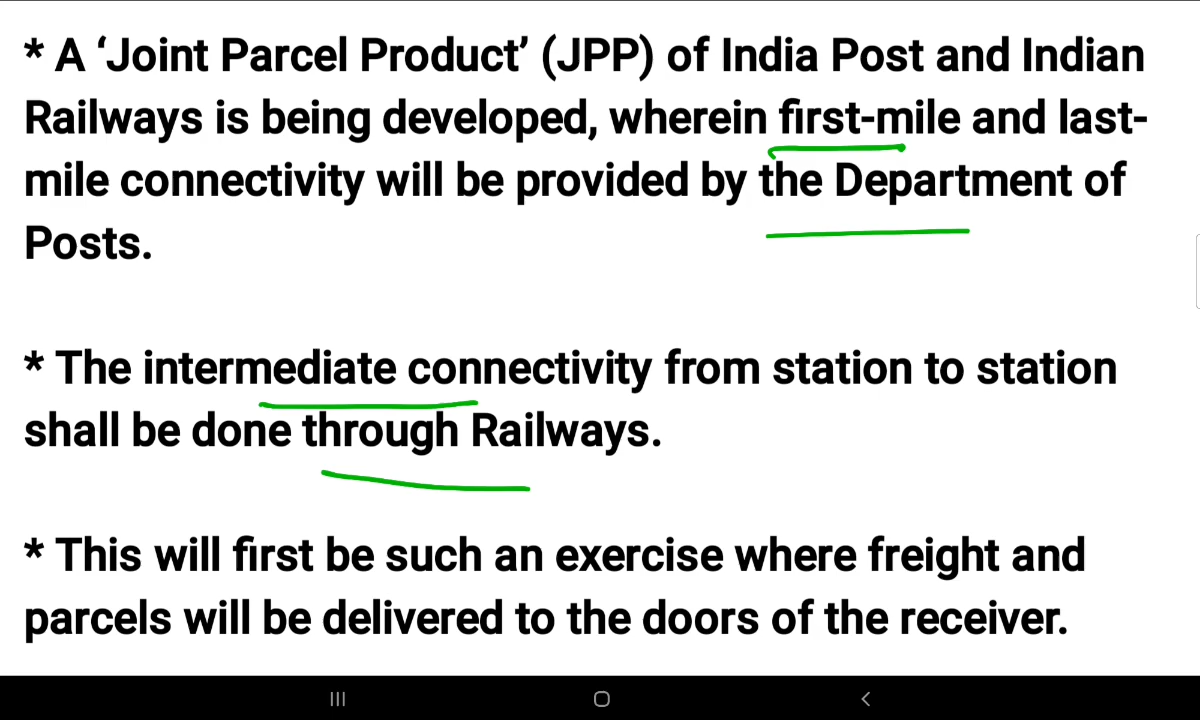 * A ‘Joint Parcel Product’ (JPP) of India Post and Indian
Railways is being developed, wherein first-mile and last-
mile connectivity will be provided by the Department of
Posts.
* The intermediate connectivity from station to station
shall be done through Railways.
* This will first be such an exercise where freight and
parcels will be delivered to the doors of the receiver.